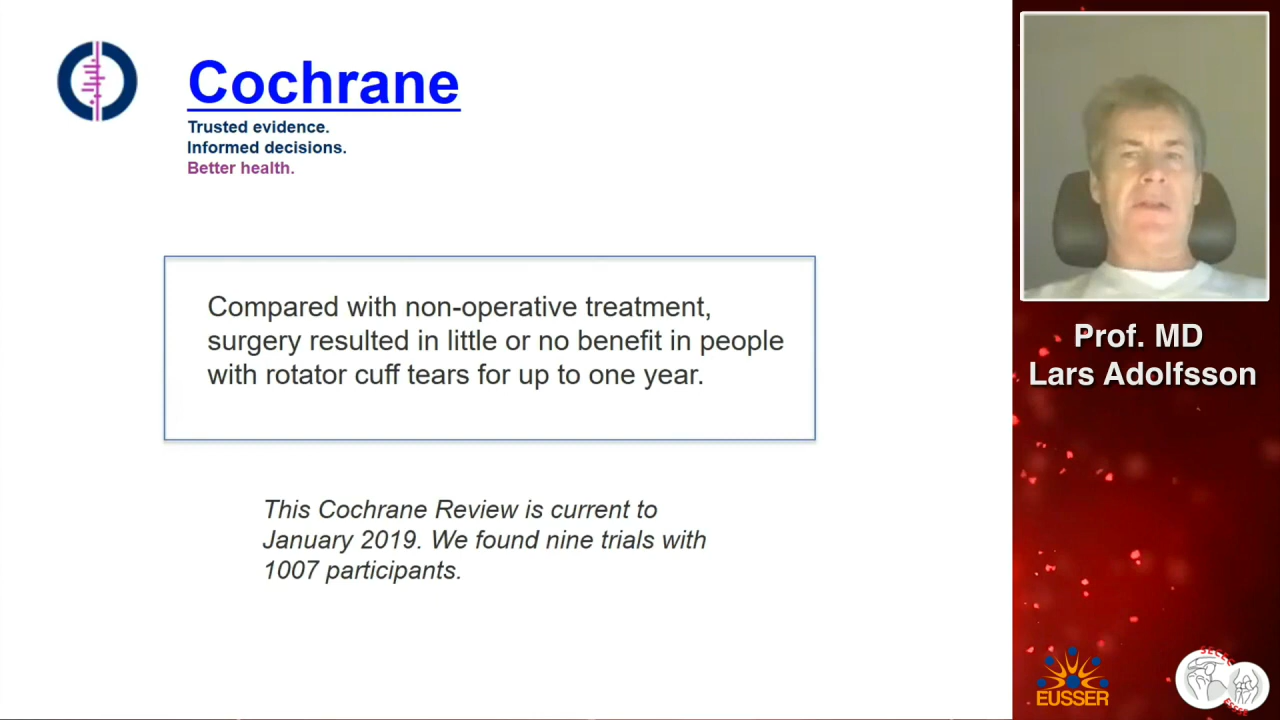 Cochrane
Trusted evidence.
Informed decisions.
Better health.
Compared with non-operative treatment,
surgery resulted in little or no benefit in people
with rotator cuff tears for up to one year.
This Cochrane Review is current to
January 2019. We found nine trials with
1007 participants.
Prof. MD
Lars Adolfsson
EUSSER
SECEC
ESSSE